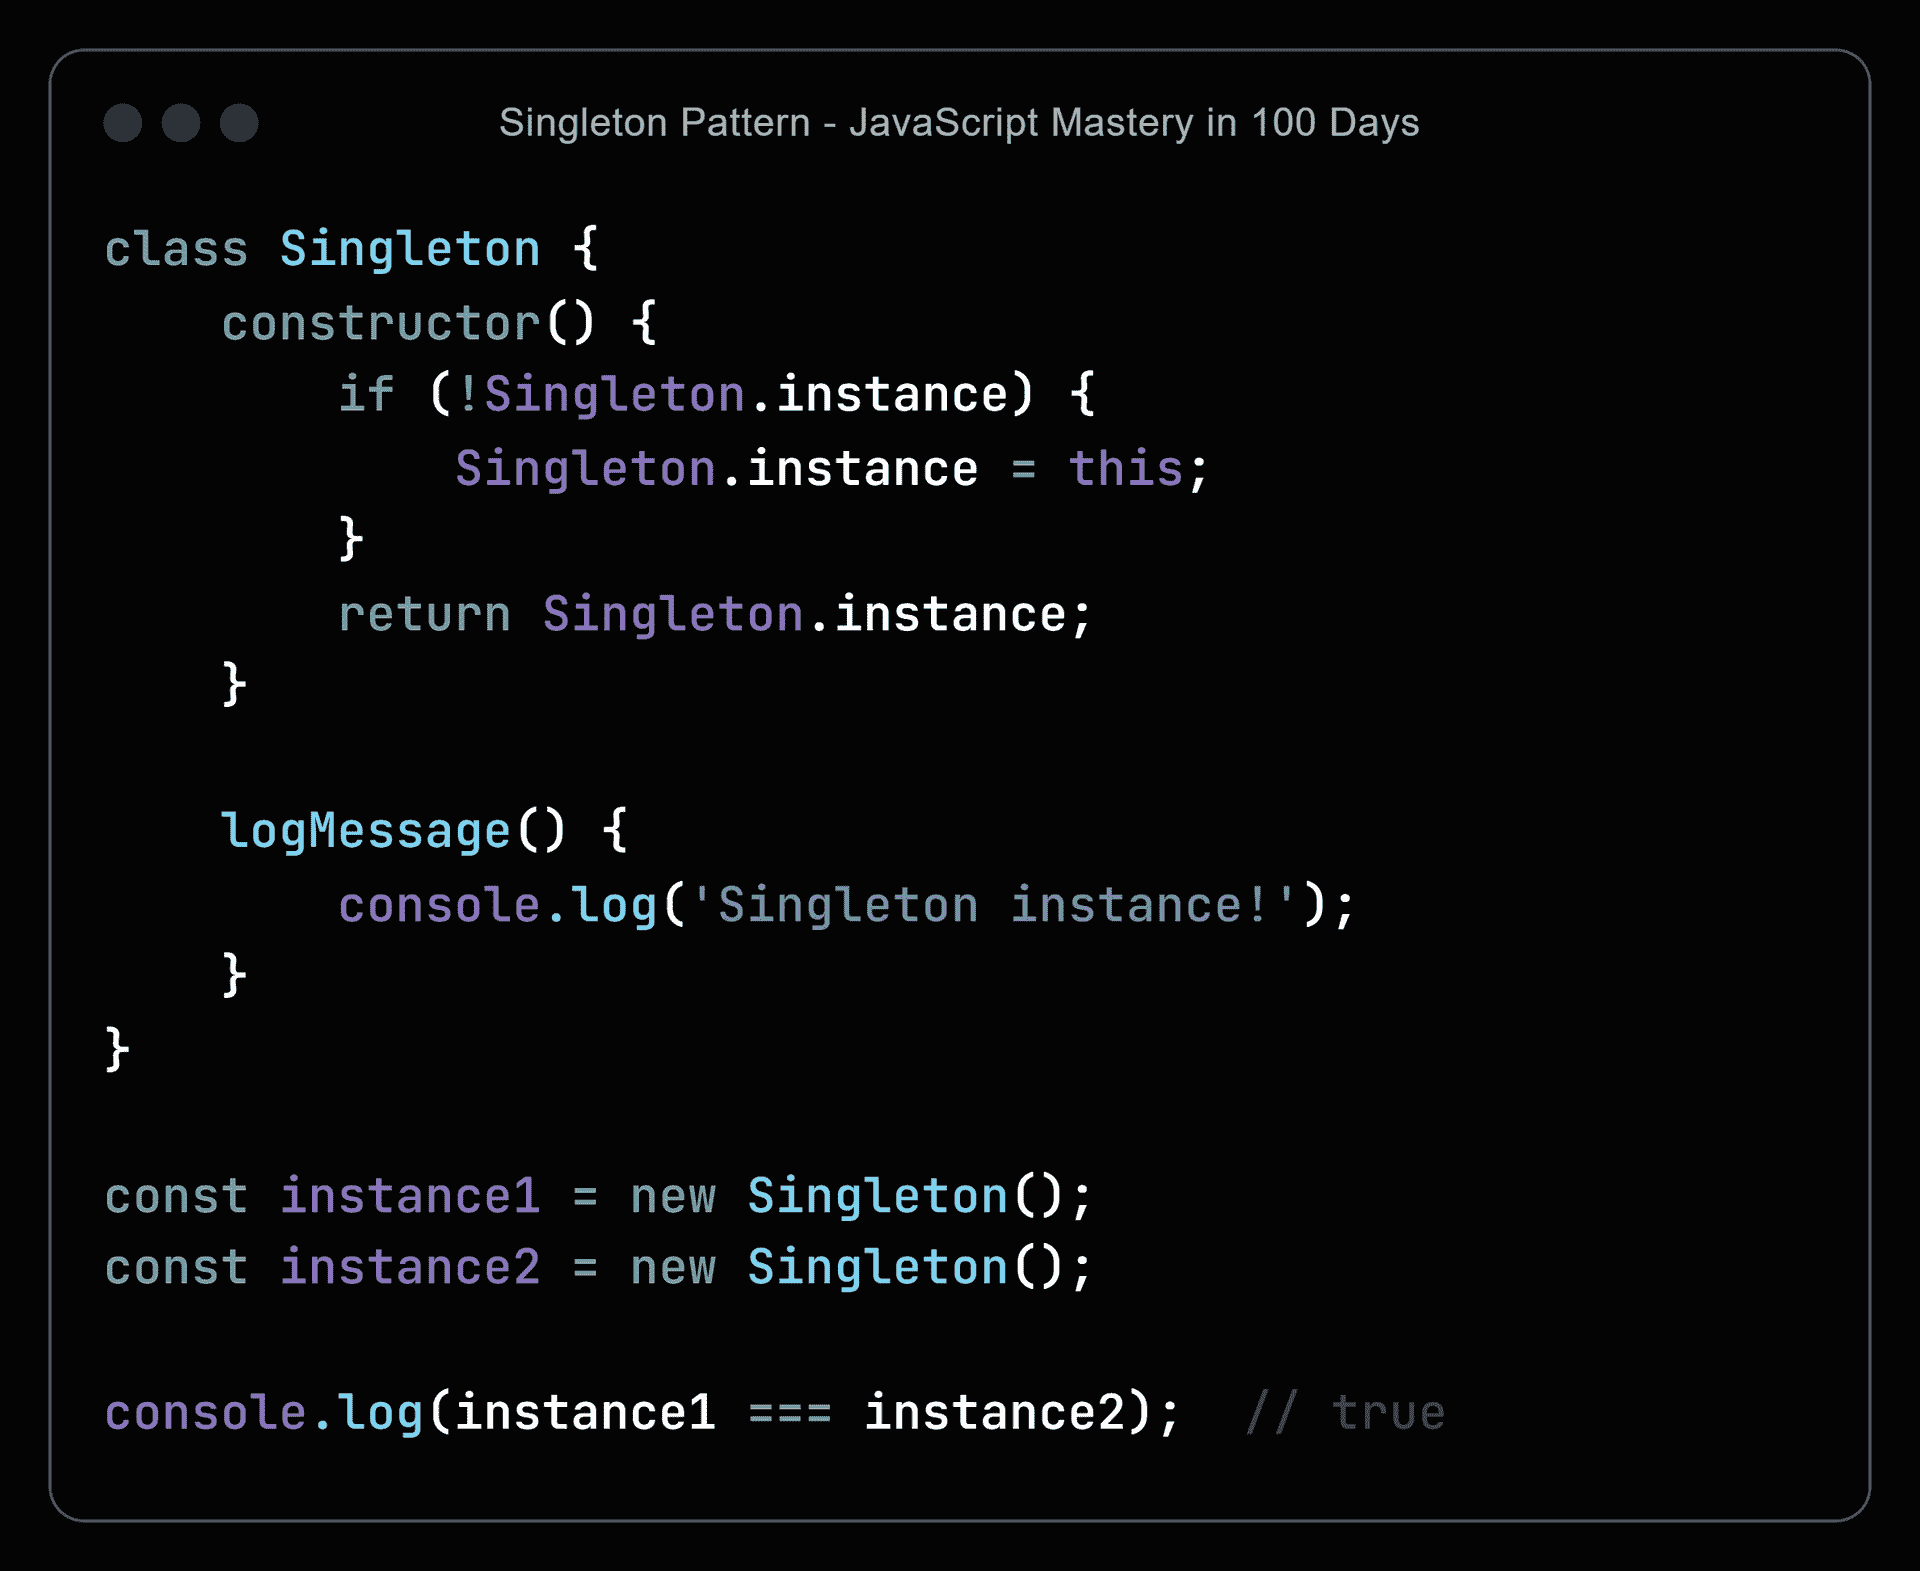 Singleton Pattern - JavaScript Mastery in 100 Days
class Singleton {
    constructor() {
        if (!Singleton.instance) {
            Singleton.instance = this;
        }
        return Singleton.instance;
    }

    logMessage() {
        console.log('Singleton instance!');
    }
}

const instance1 = new Singleton();
const instance2 = new Singleton();

console.log(instance1 === instance2);  // true